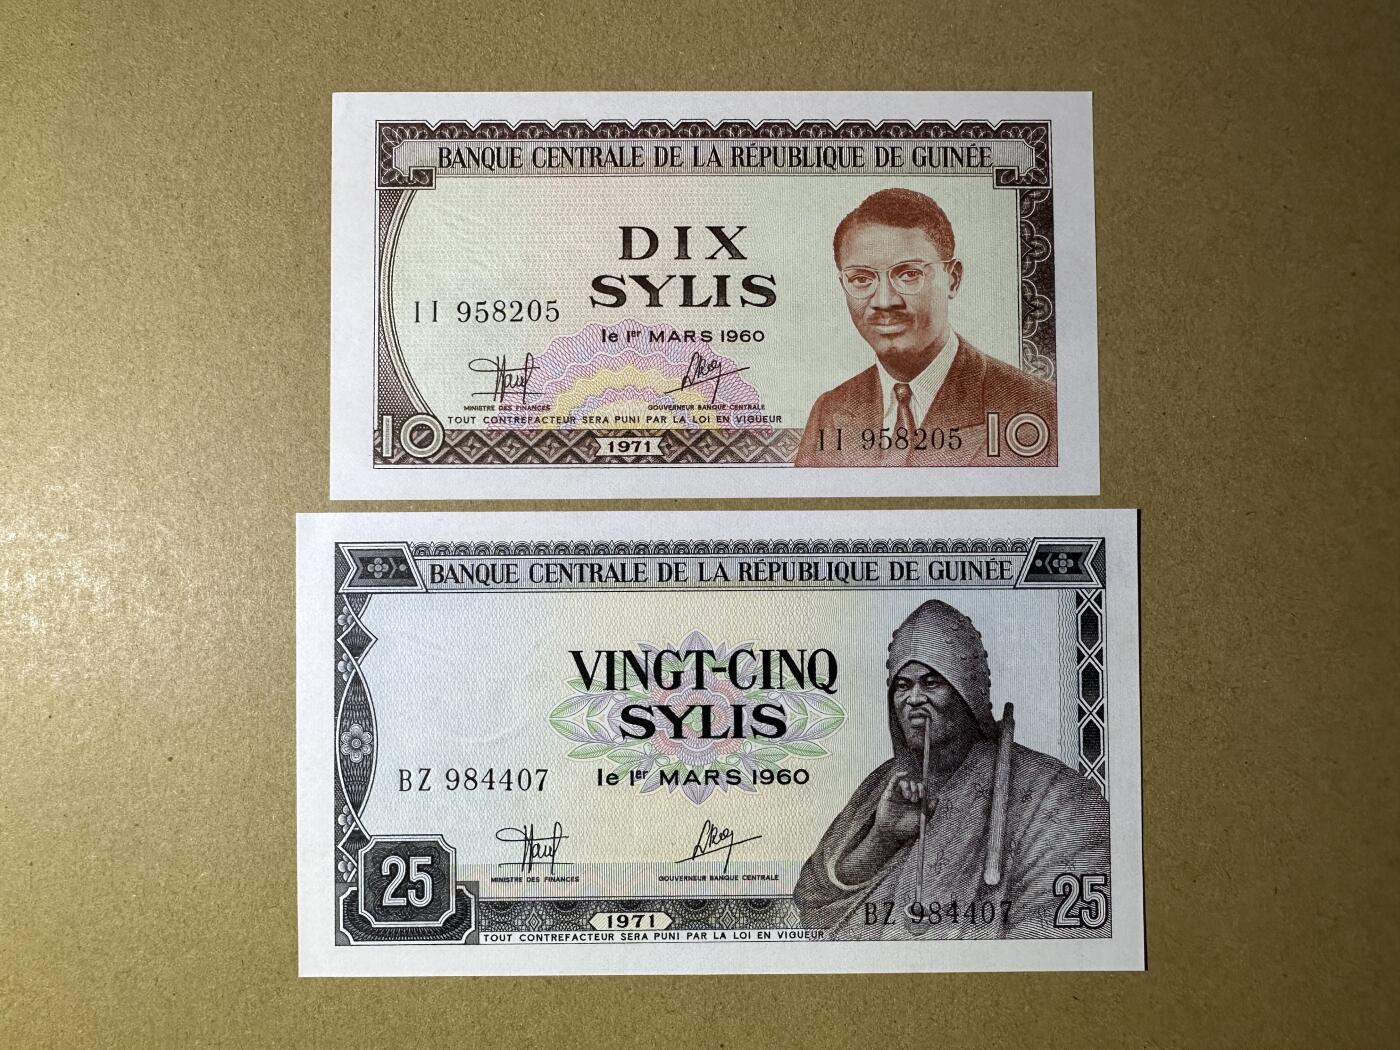 BANQUE CENTRALE DE LA RÉPUBLIQUE DE GUINÉE
DIX
SYLIS
II 958205
le 1er MARS 1960
MINISTRE DES FINANCES
GOUVERNEUR BANQUE CENTRALE
TOUT CONTREFACTEUR SERA PUNI PAR LA LOI EN VIGUEUR
10
1971
II 958205
10
BANQUE CENTRALE DE LA RÉPUBLIQUE DE GUINÉE
VINGT-CINQ
SYLIS
le 1er MARS 1960
BZ 984407
MINISTRE DES FINANCES
GOUVERNEUR BANQUE CENTRALE
25
1971
BZ 984407
25
TOUT CONTREFACTEUR SERA PUNI PAR LA LOI EN VIGUEUR